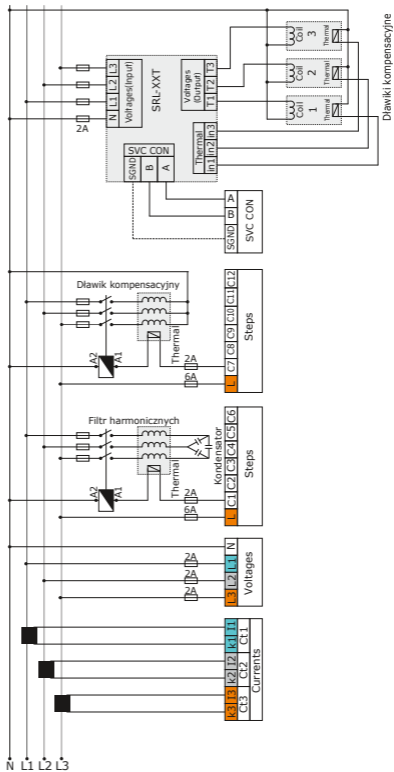 L3
L2
L1
N
2A
Voltages(Input)
SRL-XXT
Voltages
(Output)
T3
T2
T1
SVC CON
SGND
B
A
Thermal
in3
in2
in1
Coil
3
Thermal
Coil
2
Thermal
Coil
1
Thermal
Dławiki kompensacyjne
A
B
SGND
SVC CON
Dławik kompensacyjny
A2
A1
Thermal
2A
6A
C12
C11
C10
C9
C8
C7
L
Steps
Filtr harmonicznych
A2
A1
Thermal
Kondensator
2A
6A
C6
C5
C4
C3
C2
C1
L
Steps
2A
2A
2A
N
L1
L2
L3
Voltages
I1
k1
Ct1
I2
k2
Ct2
I3
k3
Ct3
Currents
N L1 L2 L3